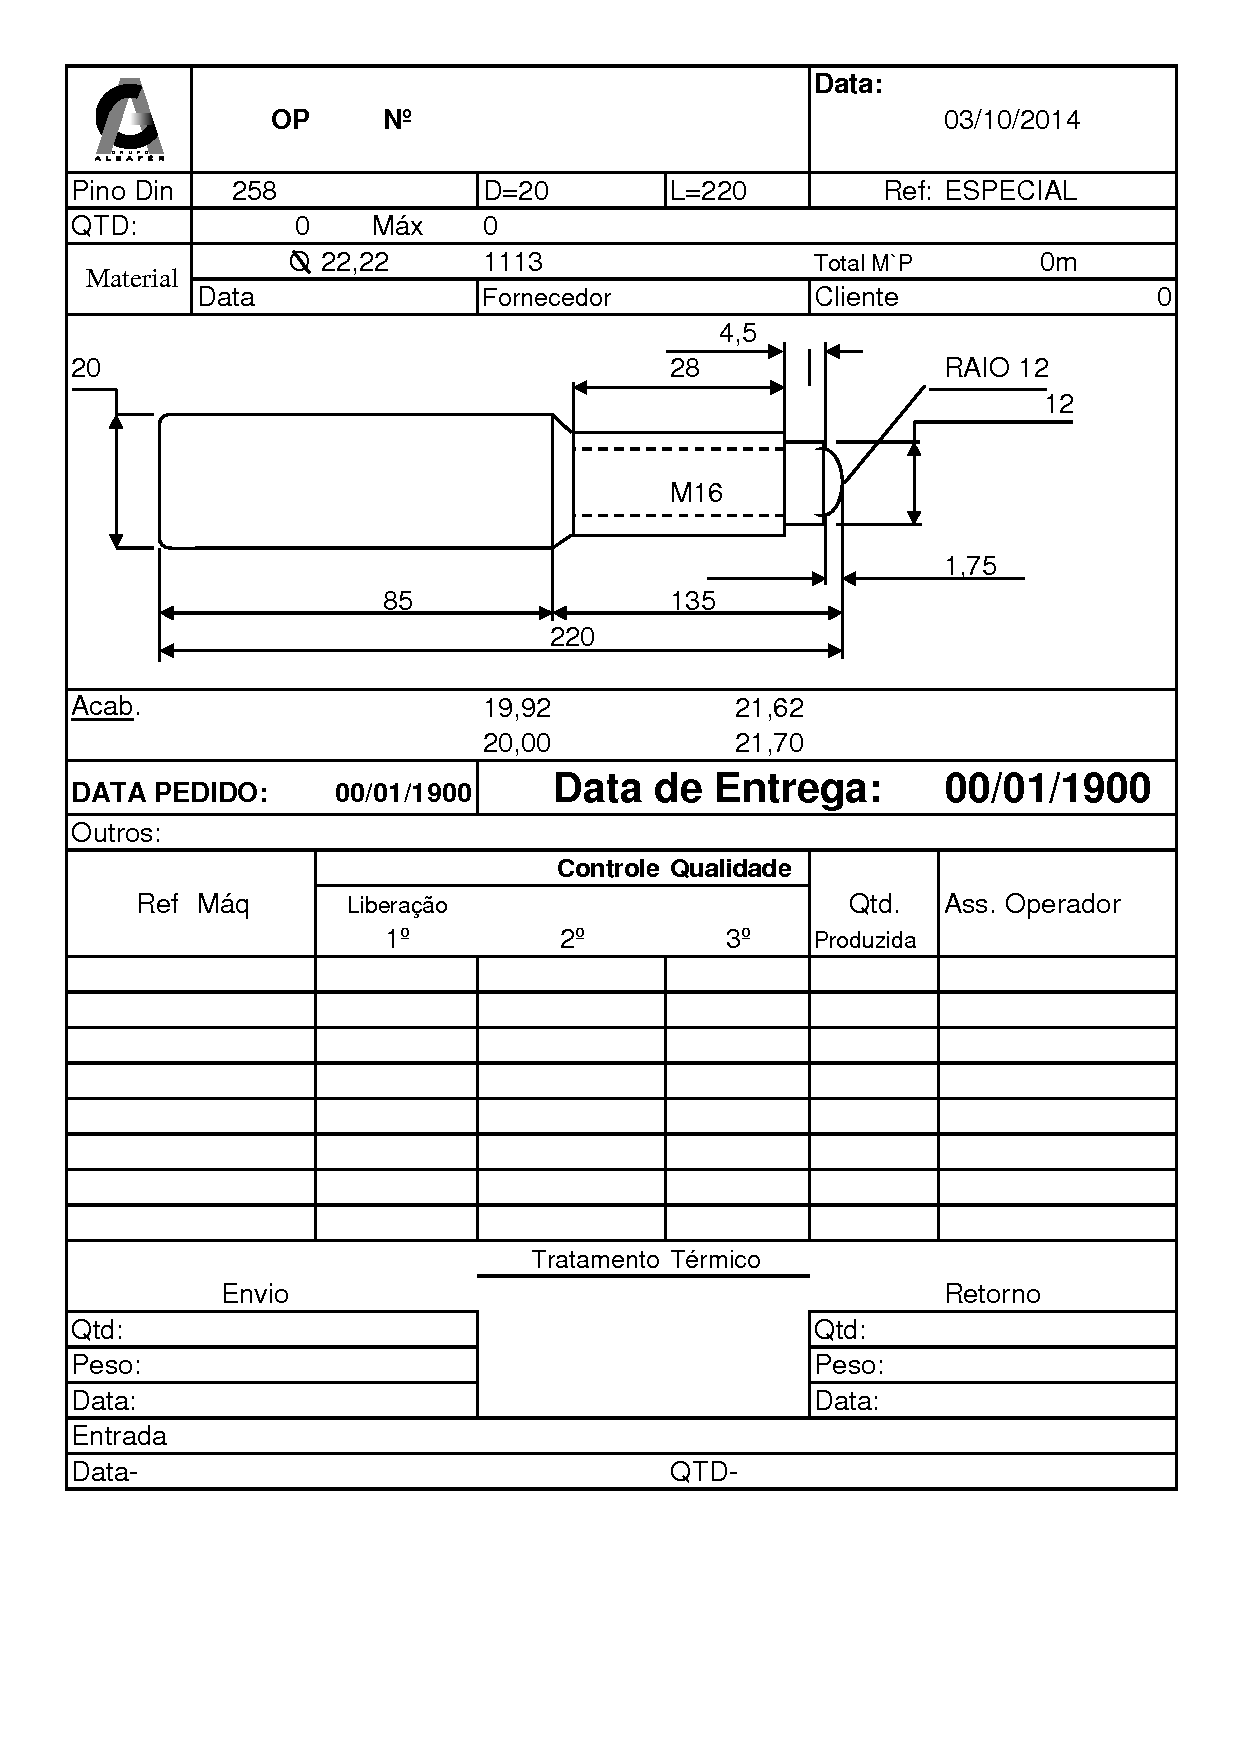 Data:
OP Nº 03/10/2014
GRUPO
ALBAFER
Pino Din 258 D=20 L=220 Ref: ESPECIAL
QTD: 0 Máx 0
Material
Ø 22,22 1113 Total M`P 0m
Data Fornecedor Cliente 0
4,5
20 28 RAIO 12
12
M16
1,75
85 135
220
Acab. 19,92 21,62
20,00 21,70
DATA PEDIDO: 00/01/1900 Data de Entrega: 00/01/1900
Outros:
Controle Qualidade
Ref Máq Liberação Qtd. Ass. Operador
1º 2º 3º Produzida
Tratamento Térmico
Envio Retorno
Qtd: Qtd:
Peso: Peso:
Data: Data:
Entrada
Data- QTD-